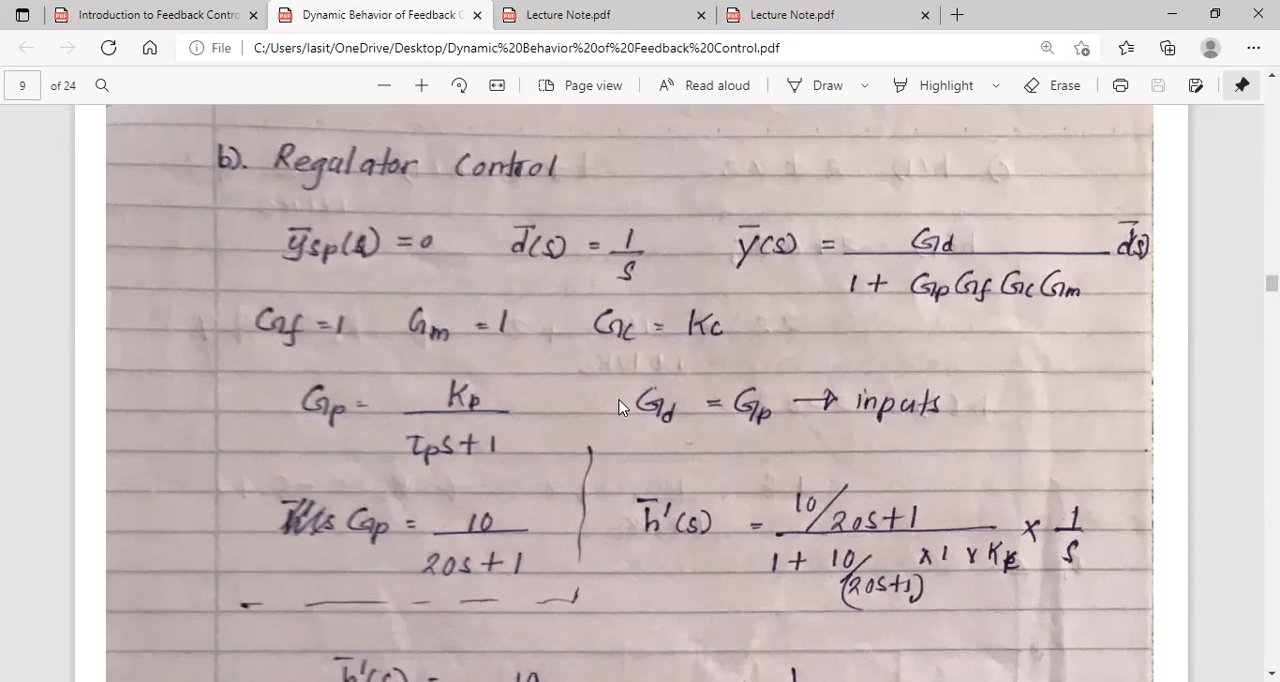 Introduction to Feedback Contro
Dynamic Behavior of Feedback C
Lecture Note.pdf
Lecture Note.pdf
File
C:/Users/lasit/OneDrive/Desktop/Dynamic%20Behavior%20of%20Feedback%20Control.pdf
9 of 24
Page view
Read aloud
Draw
Highlight
Erase
b). Regulator Control
ȳsp(s) = 0 d̄(s) = 1/s ȳ(s) = Gd / (1 + Gp Gf Gc Gm) d̄(s)
Gf = 1 Gm = 1 Gc = Kc
Gp = Kp / (τps + 1) Gd = Gp → inputs
Gp = 10 / (20s + 1) h̄'(s) = (10/20s+1) / (1 + 10/(20s+1) × 1 × Kc) × 1/s
h̄'(s) = 10 1